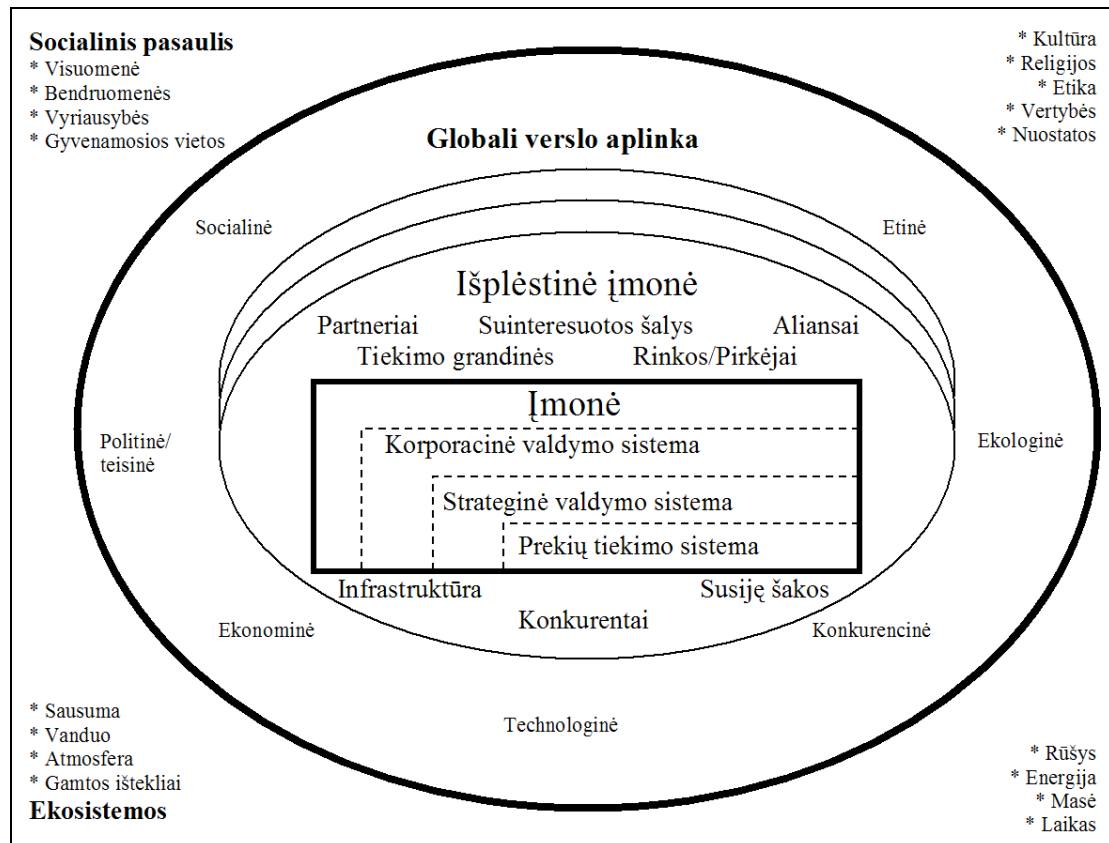 Socialinis pasaulis
* Visuomenė
* Bendruomenės
* Vyriausybės
* Gyvenamosios vietos
* Kultūra
* Religijos
* Etika
* Vertybės
* Nuostatos
Globali verslo aplinka
Socialinė
Etinė
Išplėstinė įmonė
Partneriai
Suinteresuotos šalys
Aliansai
Tiekimo grandinės
Rinkos/Pirkėjai
Įmonė
Politinė/
teisinė
Korporacinė valdymo sistema
Ekologinė
Strateginė valdymo sistema
Prekių tiekimo sistema
Infrastruktūra
Susiję šakos
Konkurentai
Ekonominė
Konkurencinė
Technologinė
* Sausuma
* Vanduo
* Atmosfera
* Gamtos ištekliai
Ekosistemos
* Rūšys
* Energija
* Masė
* Laikas